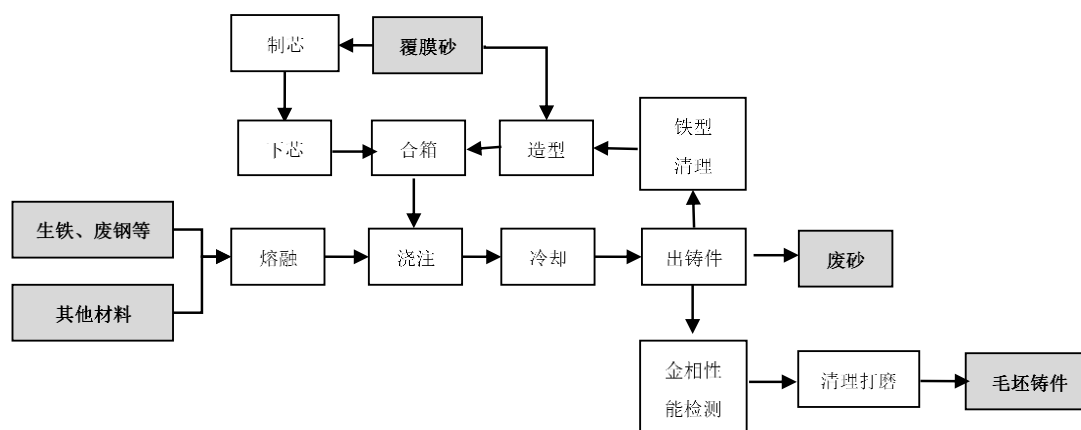 制芯
覆膜砂
铁型
清理
下芯
合箱
造型
生铁、废钢等
熔融
浇注
冷却
出铸件
废砂
其他材料
金相性
能检测
清理打磨
毛坯铸件